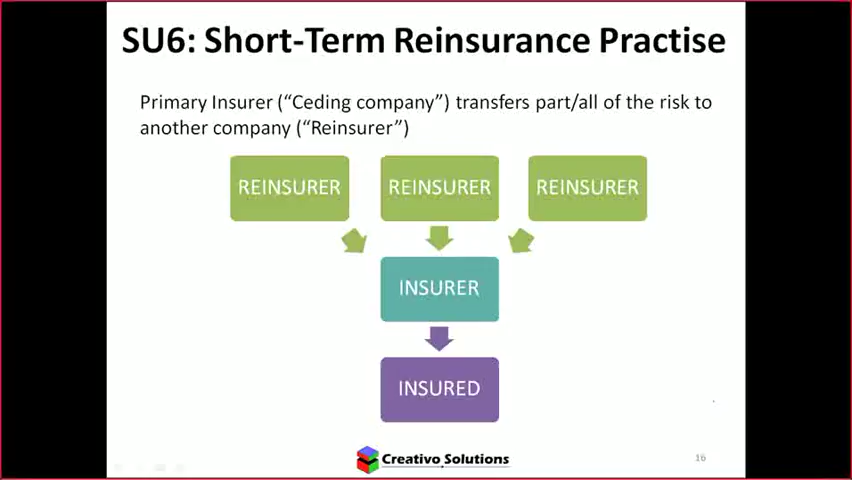 SU6: Short-Term Reinsurance Practise
Primary Insurer (“Ceding company”) transfers part/all of the risk to
another company (“Reinsurer”)
REINSURER REINSURER REINSURER
INSURER
INSURED
Creativo Solutions
16